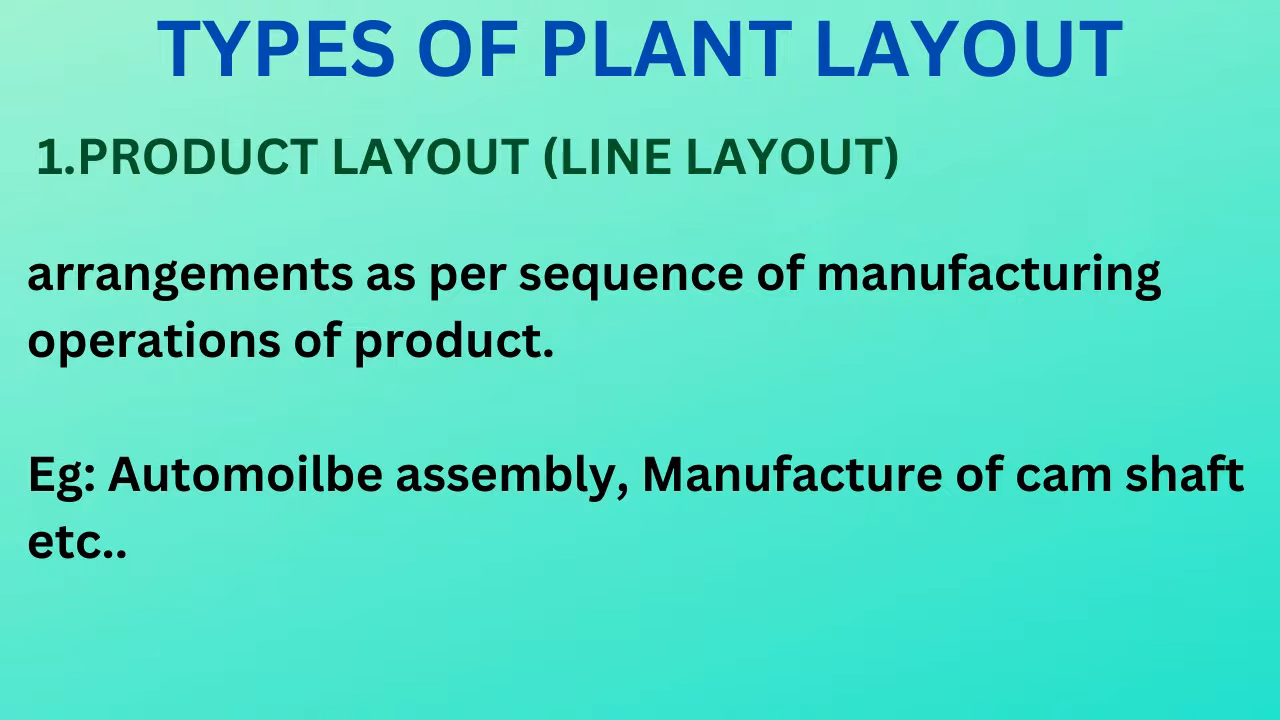 TYPES OF PLANT LAYOUT
1.PRODUCT LAYOUT (LINE LAYOUT)
arrangements as per sequence of manufacturing
operations of product.
Eg: Automoilbe assembly, Manufacture of cam shaft
etc..